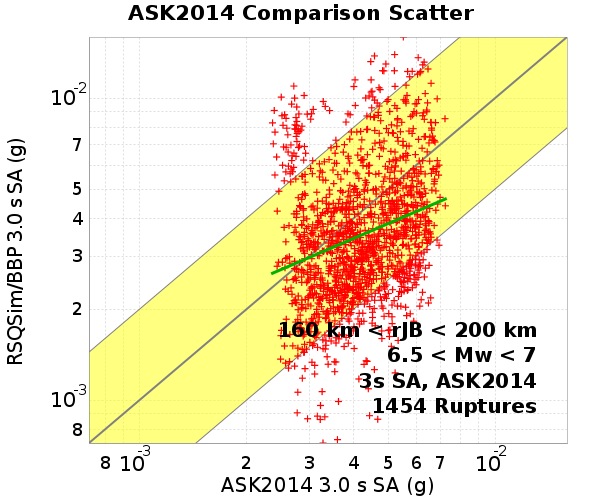 ASK2014 Comparison Scatter
RSQSim/BBP 3.0 s SA (g)
10-2
7
5
4
3
2
10-3
8
160 km < rJB < 200 km
6.5 < Mw < 7
3s SA, ASK2014
1454 Ruptures
8 10-3 2 3 4 5 6 7 10-2
ASK2014 3.0 s SA (g)